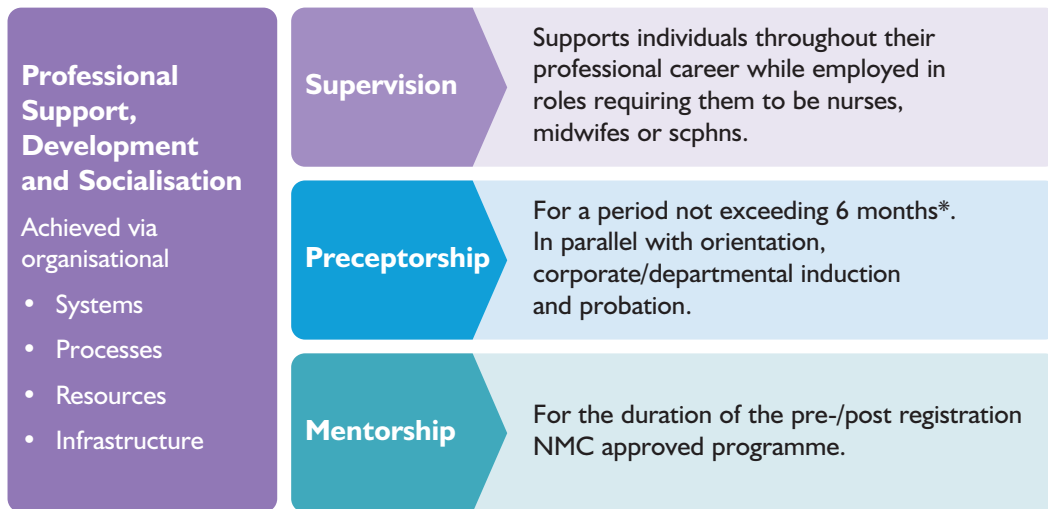 Professional
Support,
Development
and Socialisation
Achieved via
organisational
• Systems
• Processes
• Resources
• Infrastructure
Supervision
Supports individuals throughout their
professional career while employed in
roles requiring them to be nurses,
midwifes or scphns.
Preceptorship
For a period not exceeding 6 months*.
In parallel with orientation,
corporate/departmental induction
and probation.
Mentorship
For the duration of the pre-/post registration
NMC approved programme.